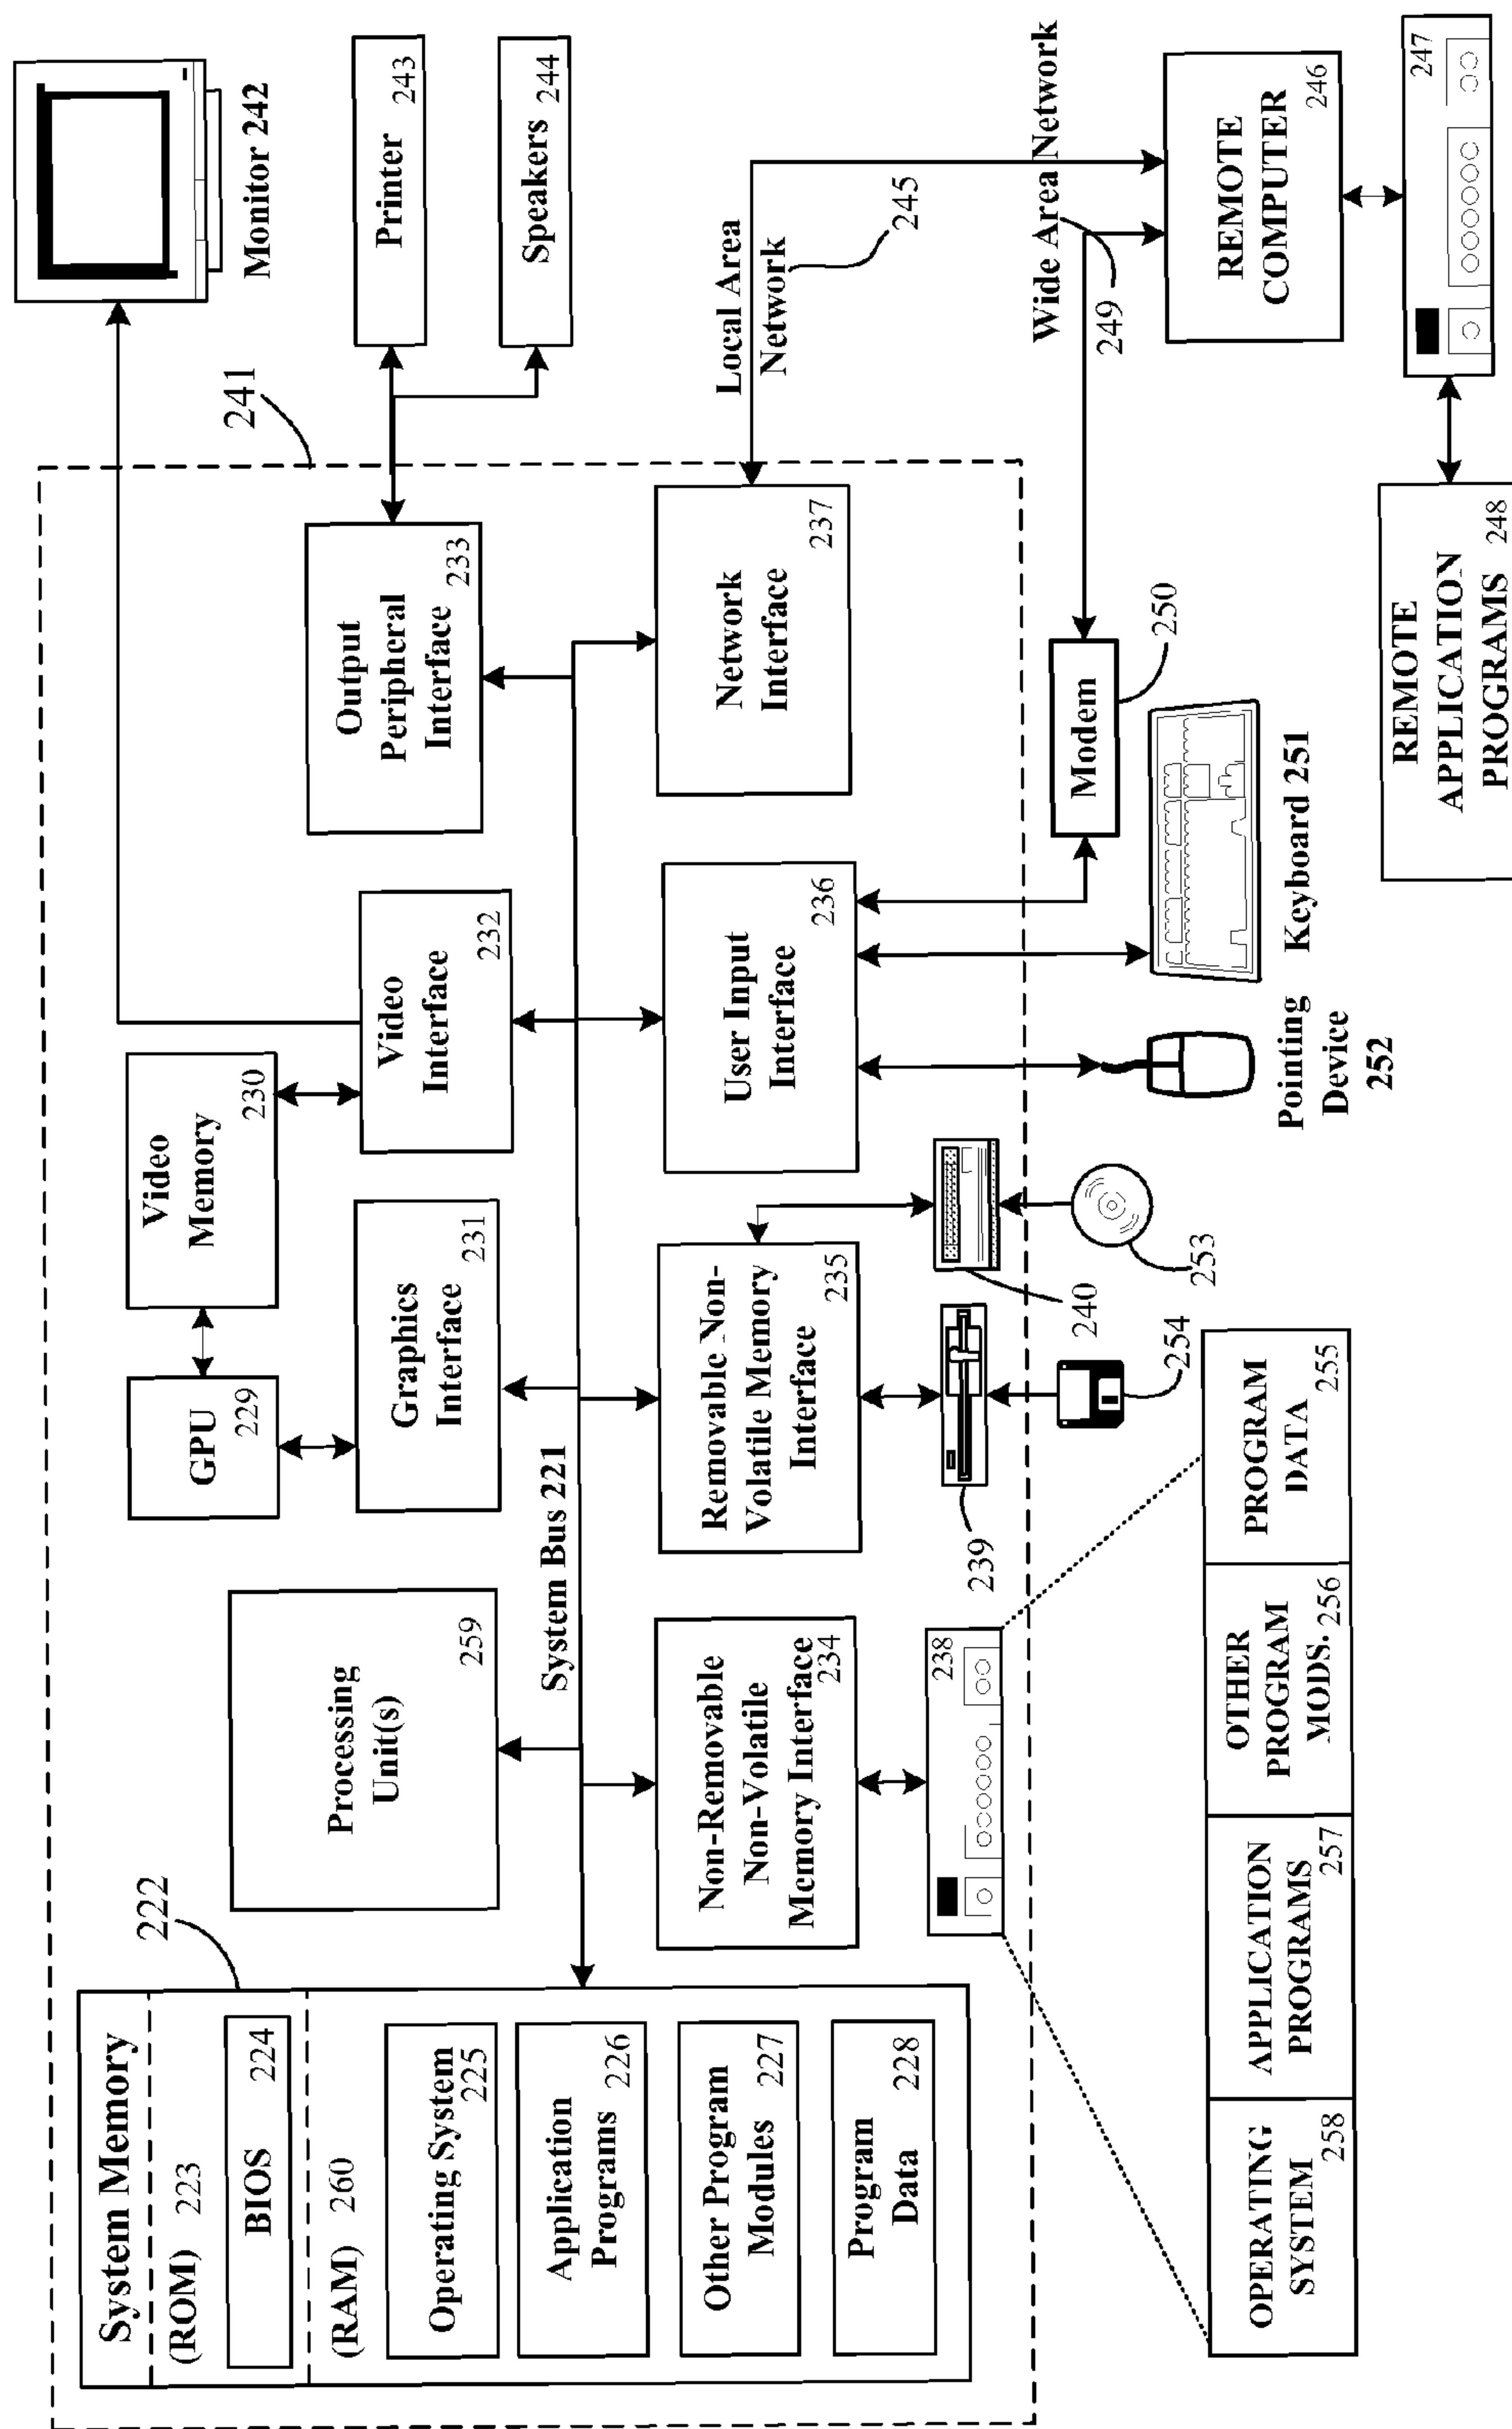 System Memory
222
(ROM) 223
BIOS 224
(RAM) 260
Operating System 225
Application
Programs 226
Other Program
Modules 227
Program
Data 228
Processing
Unit(s)
259
GPU
229
Video
Memory
230
Graphics
Interface
231
Video
Interface
232
Output
Peripheral
Interface
233
241
System Bus 221
Non-Removable
Non-Volatile
Memory Interface
234
Removable Non-
Volatile Memory
Interface
235
User Input
Interface
236
Network
Interface
237
238
239
240
254
253
Monitor 242
Printer 243
Speakers 244
Local Area
Network
245
Wide Area Network
249
Modem
250
Pointing
Device
252
Keyboard 251
REMOTE
COMPUTER
246
247
REMOTE
APPLICATION
PROGRAMS 248
OPERATING
SYSTEM
258
APPLICATION
PROGRAMS
257
OTHER
PROGRAM
MODS. 256
PROGRAM
DATA
255